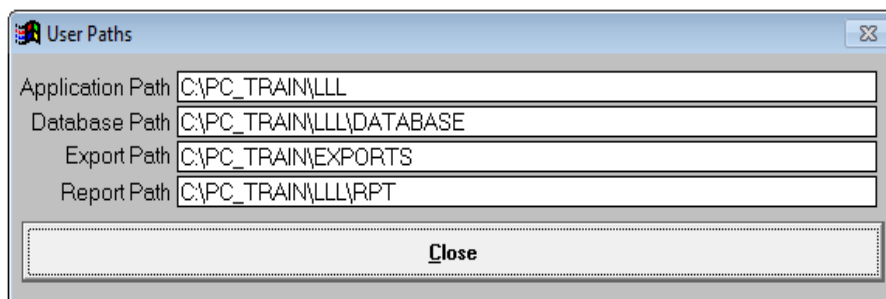 User Paths
Application Path C:\PC_TRAIN\LLL
Database Path C:\PC_TRAIN\LLL\DATABASE
Export Path C:\PC_TRAIN\EXPORTS
Report Path C:\PC_TRAIN\LLL\RPT
Close